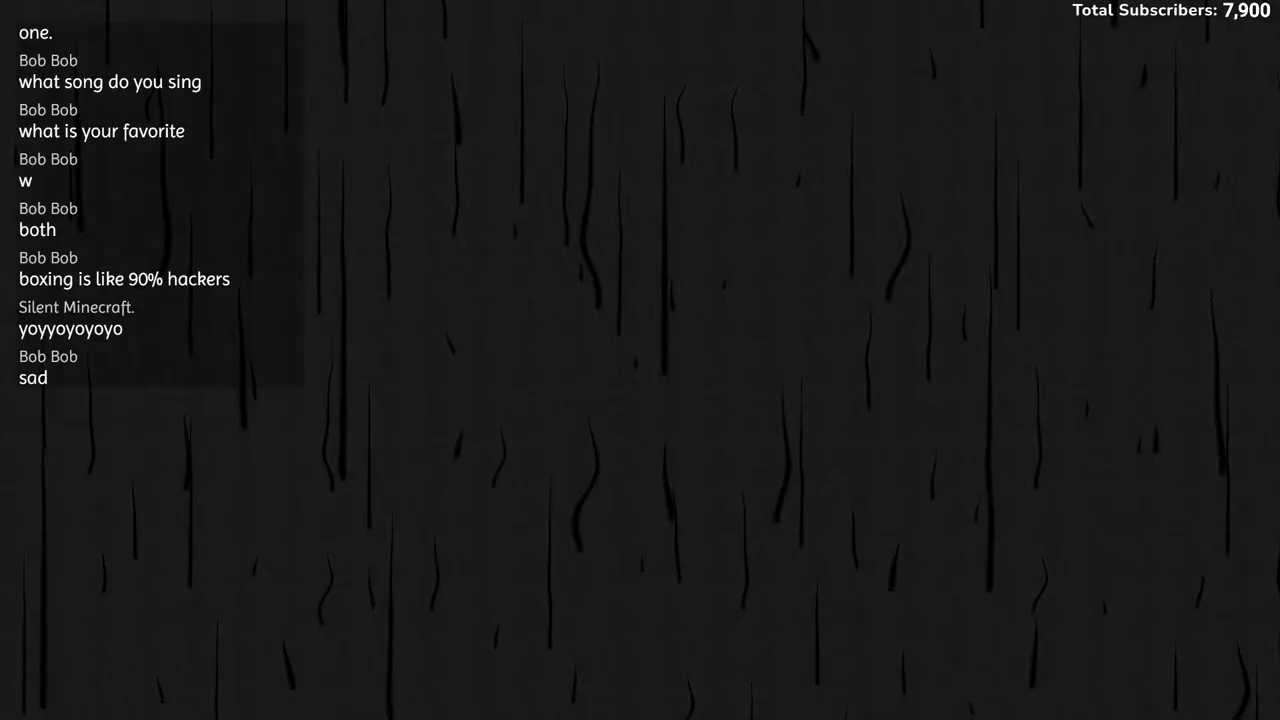 Total Subscribers: 7,900
one.
Bob Bob
what song do you sing
Bob Bob
what is your favorite
Bob Bob
w
Bob Bob
both
Bob Bob
boxing is like 90% hackers
Silent Minecraft.
yoyyoyoyoyo
Bob Bob
sad